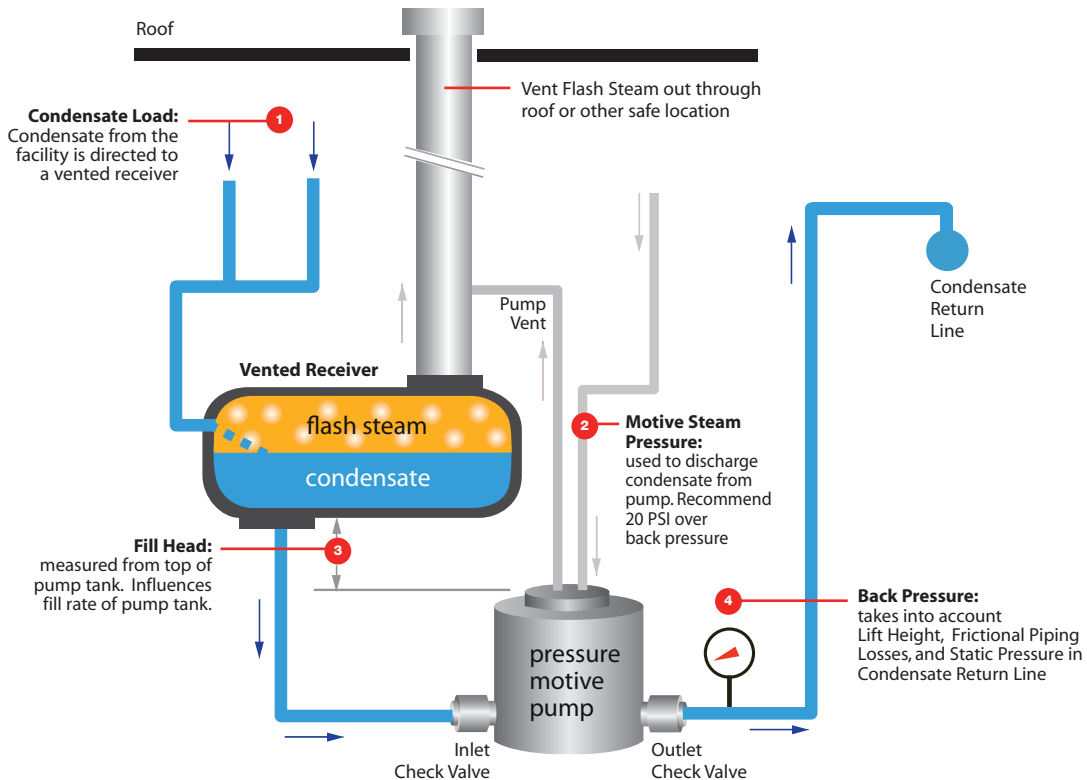 Roof
Vent Flash Steam out through
roof or other safe location
Condensate Load:
Condensate from the
facility is directed to
a vented receiver
1
Pump
Vent
Condensate
Return
Line
Vented Receiver
flash steam
condensate
2
Motive Steam
Pressure:
used to discharge
condensate from
pump. Recommend
20 PSI over
back pressure
Fill Head:
measured from top of
pump tank. Influences
fill rate of pump tank.
3
4
Back Pressure:
takes into account
Lift Height, Frictional Piping
Losses, and Static Pressure in
Condensate Return Line
pressure
motive
pump
Inlet
Check Valve
Outlet
Check Valve